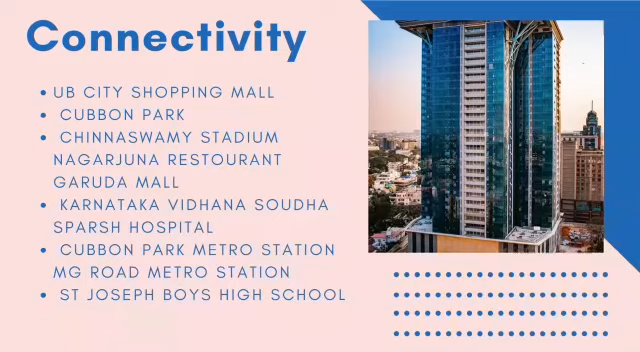 Connectivity
• UB CITY SHOPPING MALL
• CUBBON PARK
• CHINNASWAMY STADIUM
NAGARJUNA RESTOURANT
GARUDA MALL
• KARNATAKA VIDHANA SOUDHA
SPARSH HOSPITAL
• CUBBON PARK METRO STATION
MG ROAD METRO STATION
• ST JOSEPH BOYS HIGH SCHOOL